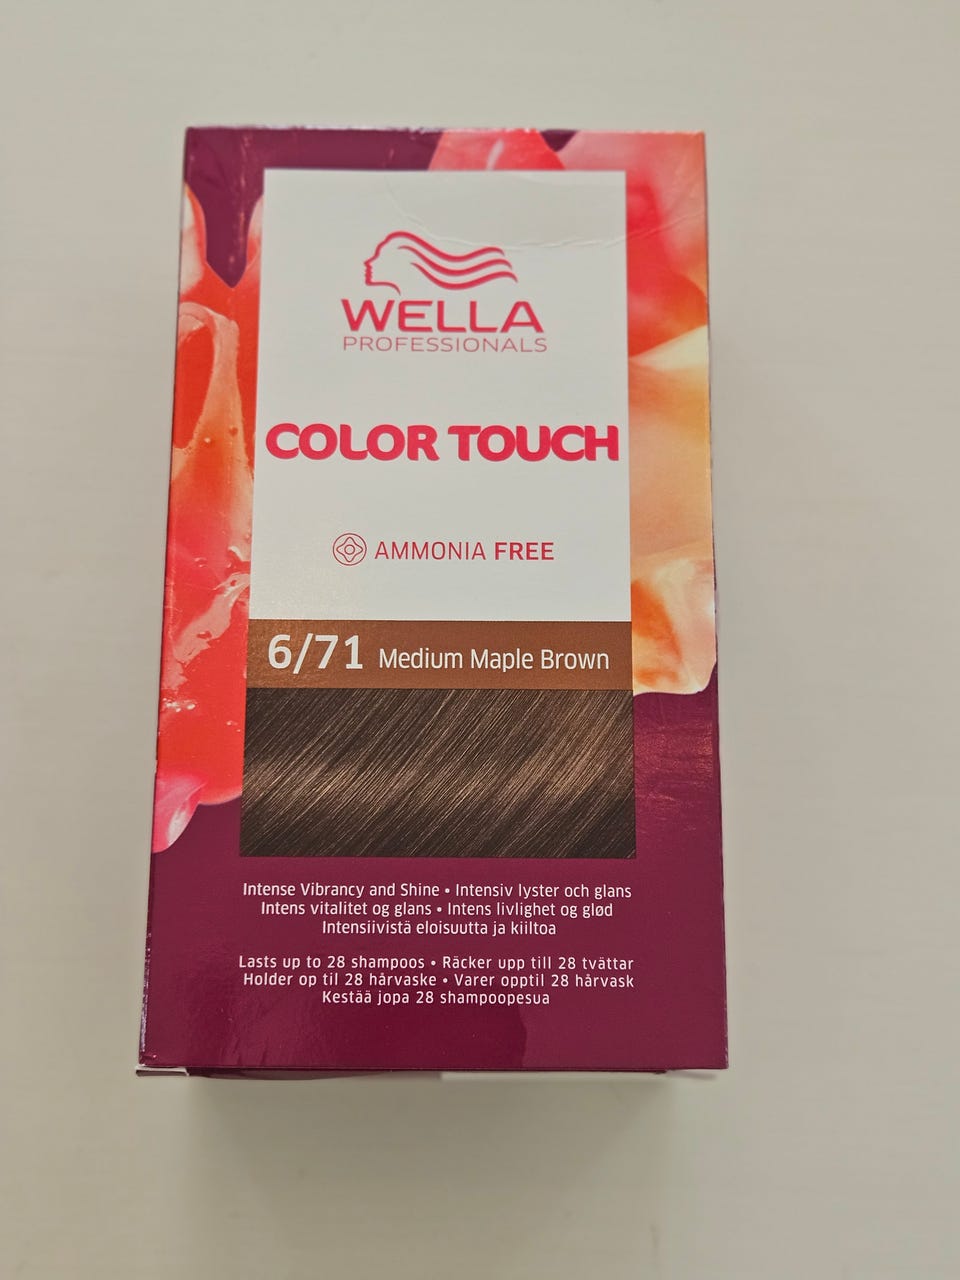 WELLA
PROFESSIONALS
COLOR TOUCH
AMMONIA FREE
6/71 Medium Maple Brown
Intense Vibrancy and Shine • Intensiv lyster och glans
Intens vitalitet og glans • Intens livlighet og glød
Intensiivistä eloisuutta ja kiiltoa
Lasts up to 28 shampoos • Räcker upp till 28 tvättar
Holder op til 28 hårvaske • Varer opptil 28 hårvask
Kestää jopa 28 shampoopesua